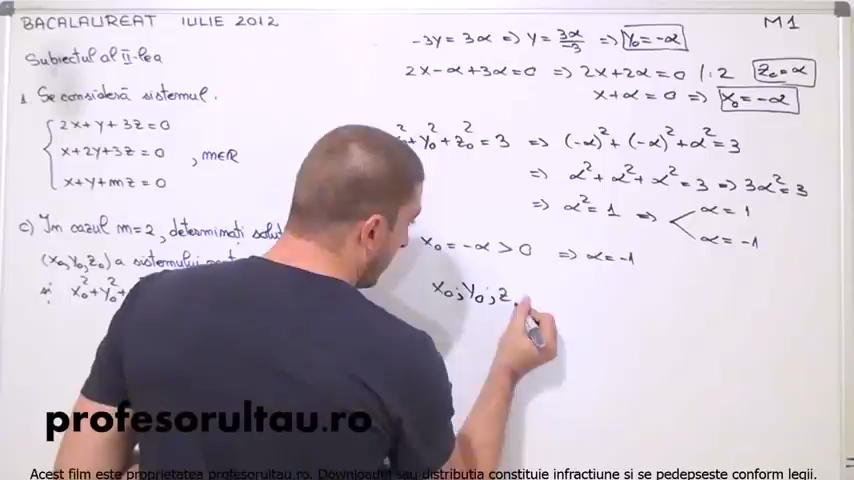 BACALAUREAT IULIE 2012
M1
Subiectul al II-lea
1. Se consideră sistemul.
2x+y+3z=0
x+2y+3z=0 , m∈R
x+y+mz=0
c) În cazul m=2, determinați
(x₀,y₀,z₀) a sistemului
și x₀²+y₀²+
-3y=3α => y=3α/-3 => y₀=-α
2x-α+3α=0 => 2x+2α=0 |:2 z₀=α
x+α=0 => x₀=-α
+y₀²+z₀²=3 => (-α)²+(-α)²+α²=3
=> α²+α²+α²=3 => 3α²=3
=> α²=1 => α=1
α=-1
x₀=-α>0 => α=-1
x₀;y₀;z
profesorultau.ro
Acest film este proprietatea profesorultau.ro. Downloadul sau distributia constituie infractiune si se pedepseste conform legii.